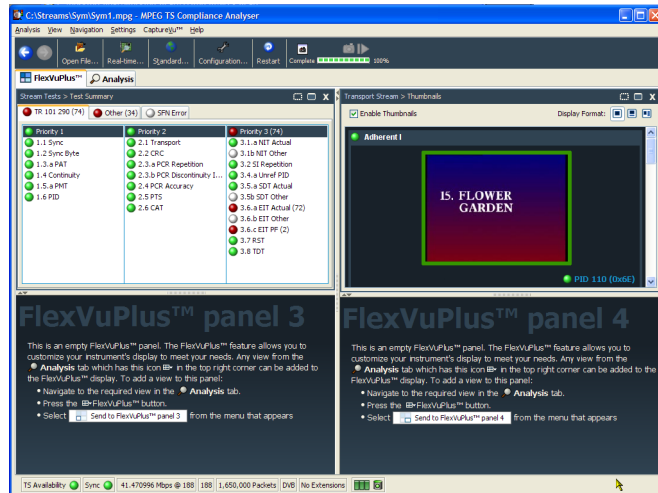 C:\Streams\Sym\Sym1.mpg - MPEG TS Compliance Analyser
Analysis View Navigation Settings CaptureVu™ Help
Open File... Real-time... Standard... Configuration... Restart Complete 100%
FlexVuPlus™ Analysis
Stream Tests > Test Summary
TR 101 290 (74) Other (34) SFN Error
Priority 1
1.1 Sync
1.2 Sync Byte
1.3.a PAT
1.4 Continuity
1.5.a PMT
1.6 PID
Priority 2
2.1 Transport
2.2 CRC
2.3.a PCR Repetition
2.3.b PCR Discontinuity I...
2.4 PCR Accuracy
2.5 PTS
2.6 CAT
Priority 3 (74)
3.1.a NIT Actual
3.1b NIT Other
3.2 SI Repetition
3.4.a Unref PID
3.5.a SDT Actual
3.5b SDT Other
3.6.a EIT Actual (72)
3.6.b EIT Other
3.6.c EIT PF (2)
3.7 RST
3.8 TDT
Transport Stream > Thumbnails
Enable Thumbnails Display Format:
Adherent I
15. FLOWER
GARDEN
PID 110 (0x6E)
FlexVuPlus™ panel 3
This is an empty FlexVuPlus™ panel. The FlexVuPlus™ feature allows you to
customize your instrument's display to meet your needs. Any view from the
Analysis tab which has this icon in the top right corner can be added to
the FlexVuPlus™ display. To add a view to this panel:
• Navigate to the required view in the Analysis tab.
• Press the FlexVuPlus™ button.
• Select Send to FlexVuPlus™ panel 3 from the menu that appears
FlexVuPlus™ panel 4
This is an empty FlexVuPlus™ panel. The FlexVuPlus™ feature allows you to
customize your instrument's display to meet your needs. Any view from the
Analysis tab which has this icon in the top right corner can be added to the
FlexVuPlus™ display. To add a view to this panel:
• Navigate to the required view in the Analysis tab.
• Press the FlexVuPlus™ button.
• Select Send to FlexVuPlus™ panel 4 from the menu that appears
TS Availability Sync 41.470996 Mbps @ 188 188 1,650,000 Packets DVB No Extensions